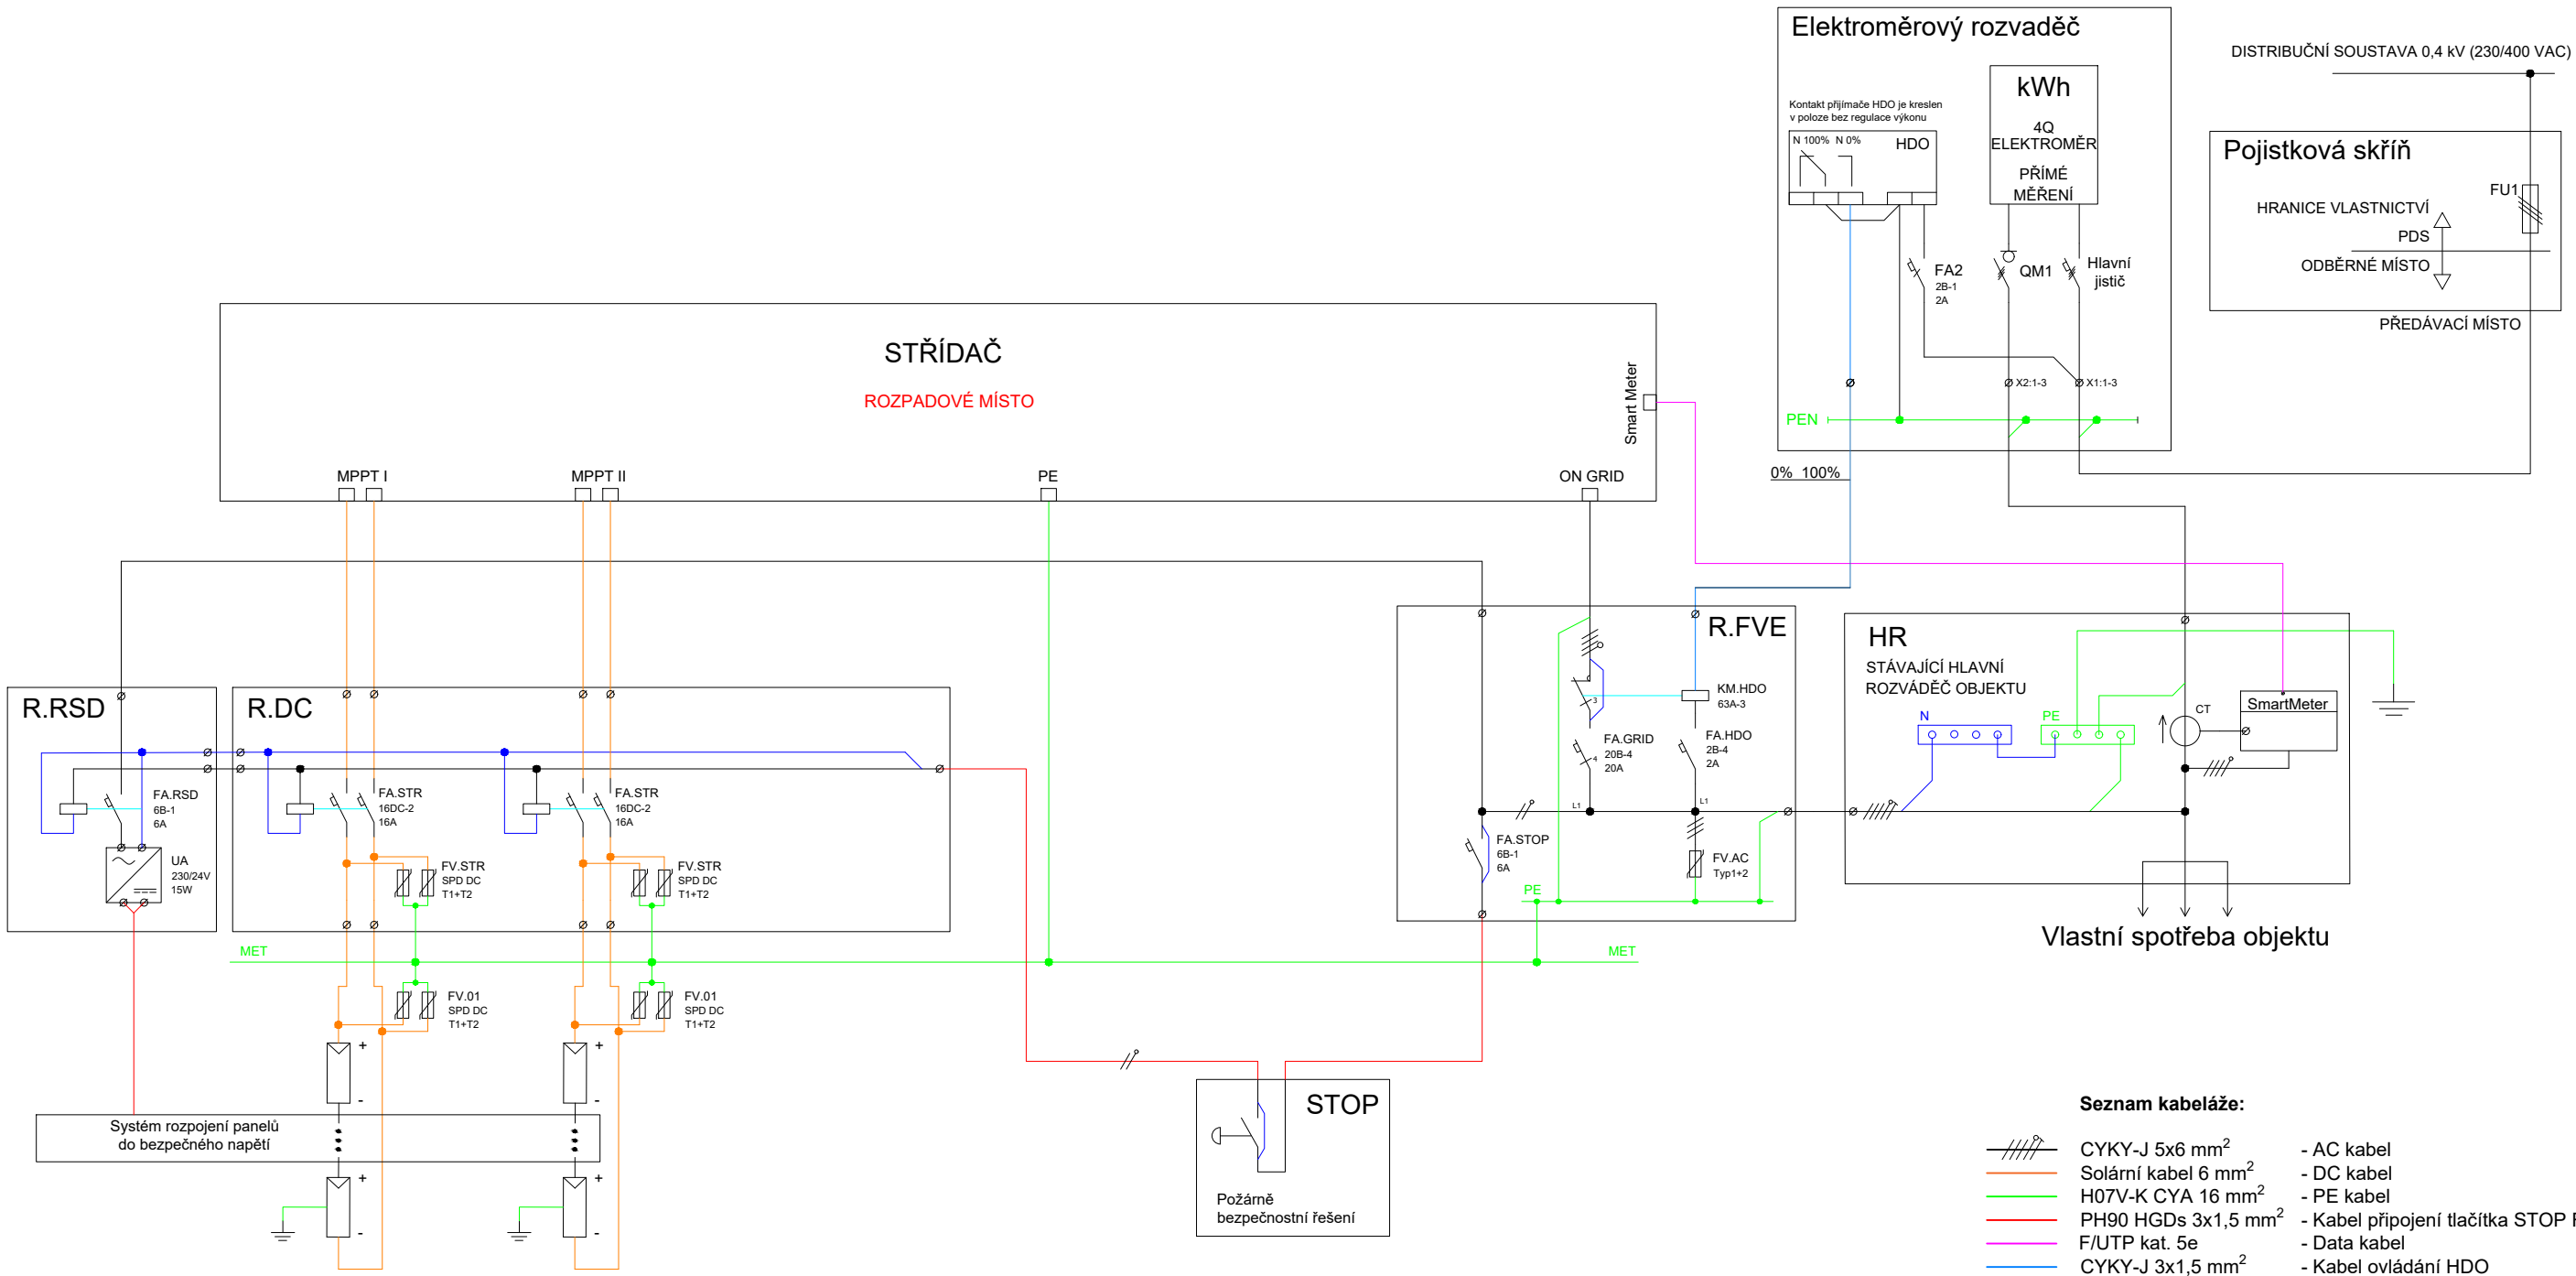 Elektroměrový rozvaděč
DISTRIBUČNÍ SOUSTAVA 0,4 kV (230/400 VAC)
kWh
4Q
ELEKTROMĚR
PŘÍMÉ
MĚŘENÍ
Kontakt přijímače HDO je kreslen
v poloze bez regulace výkonu
N 100% N 0%
HDO
Pojistková skříň
FU1
HRANICE VLASTNICTVÍ
PDS
ODBĚRNÉ MÍSTO
PŘEDÁVACÍ MÍSTO
FA2
2B-1
2A
QM1
Hlavní
jistič
X2:1-3
X1:1-3
PEN
0% 100%
STŘÍDAČ
ROZPADOVÉ MÍSTO
Smart Meter
MPPT I
MPPT II
PE
ON GRID
R.RSD
FA.RSD
6B-1
6A
UA
230/24V
15W
R.DC
FA.STR
16DC-2
16A
FA.STR
16DC-2
16A
FV.STR
SPD DC
T1+T2
FV.STR
SPD DC
T1+T2
MET
MET
FV.01
SPD DC
T1+T2
FV.01
SPD DC
T1+T2
+
+
-
-
Systém rozpojení panelů
do bezpečného napětí
+
+
-
-
R.FVE
3
KM.HDO
63A-3
4
FA.GRID
20B-4
20A
FA.HDO
2B-4
2A
L1
L1
FA.STOP
6B-1
6A
FV.AC
Typ1+2
PE
HR
STÁVAJÍCÍ HLAVNÍ
ROZVÁDĚČ OBJEKTU
N
PE
CT
SmartMeter
Vlastní spotřeba objektu
STOP
Požárně
bezpečnostní řešení
Seznam kabeláže:
CYKY-J 5x6 mm² - AC kabel
Solární kabel 6 mm² - DC kabel
H07V-K CYA 16 mm² - PE kabel
PH90 HGDs 3x1,5 mm² - Kabel připojení tlačítka STOP
F/UTP kat. 5e - Data kabel
CYKY-J 3x1,5 mm² - Kabel ovládání HDO